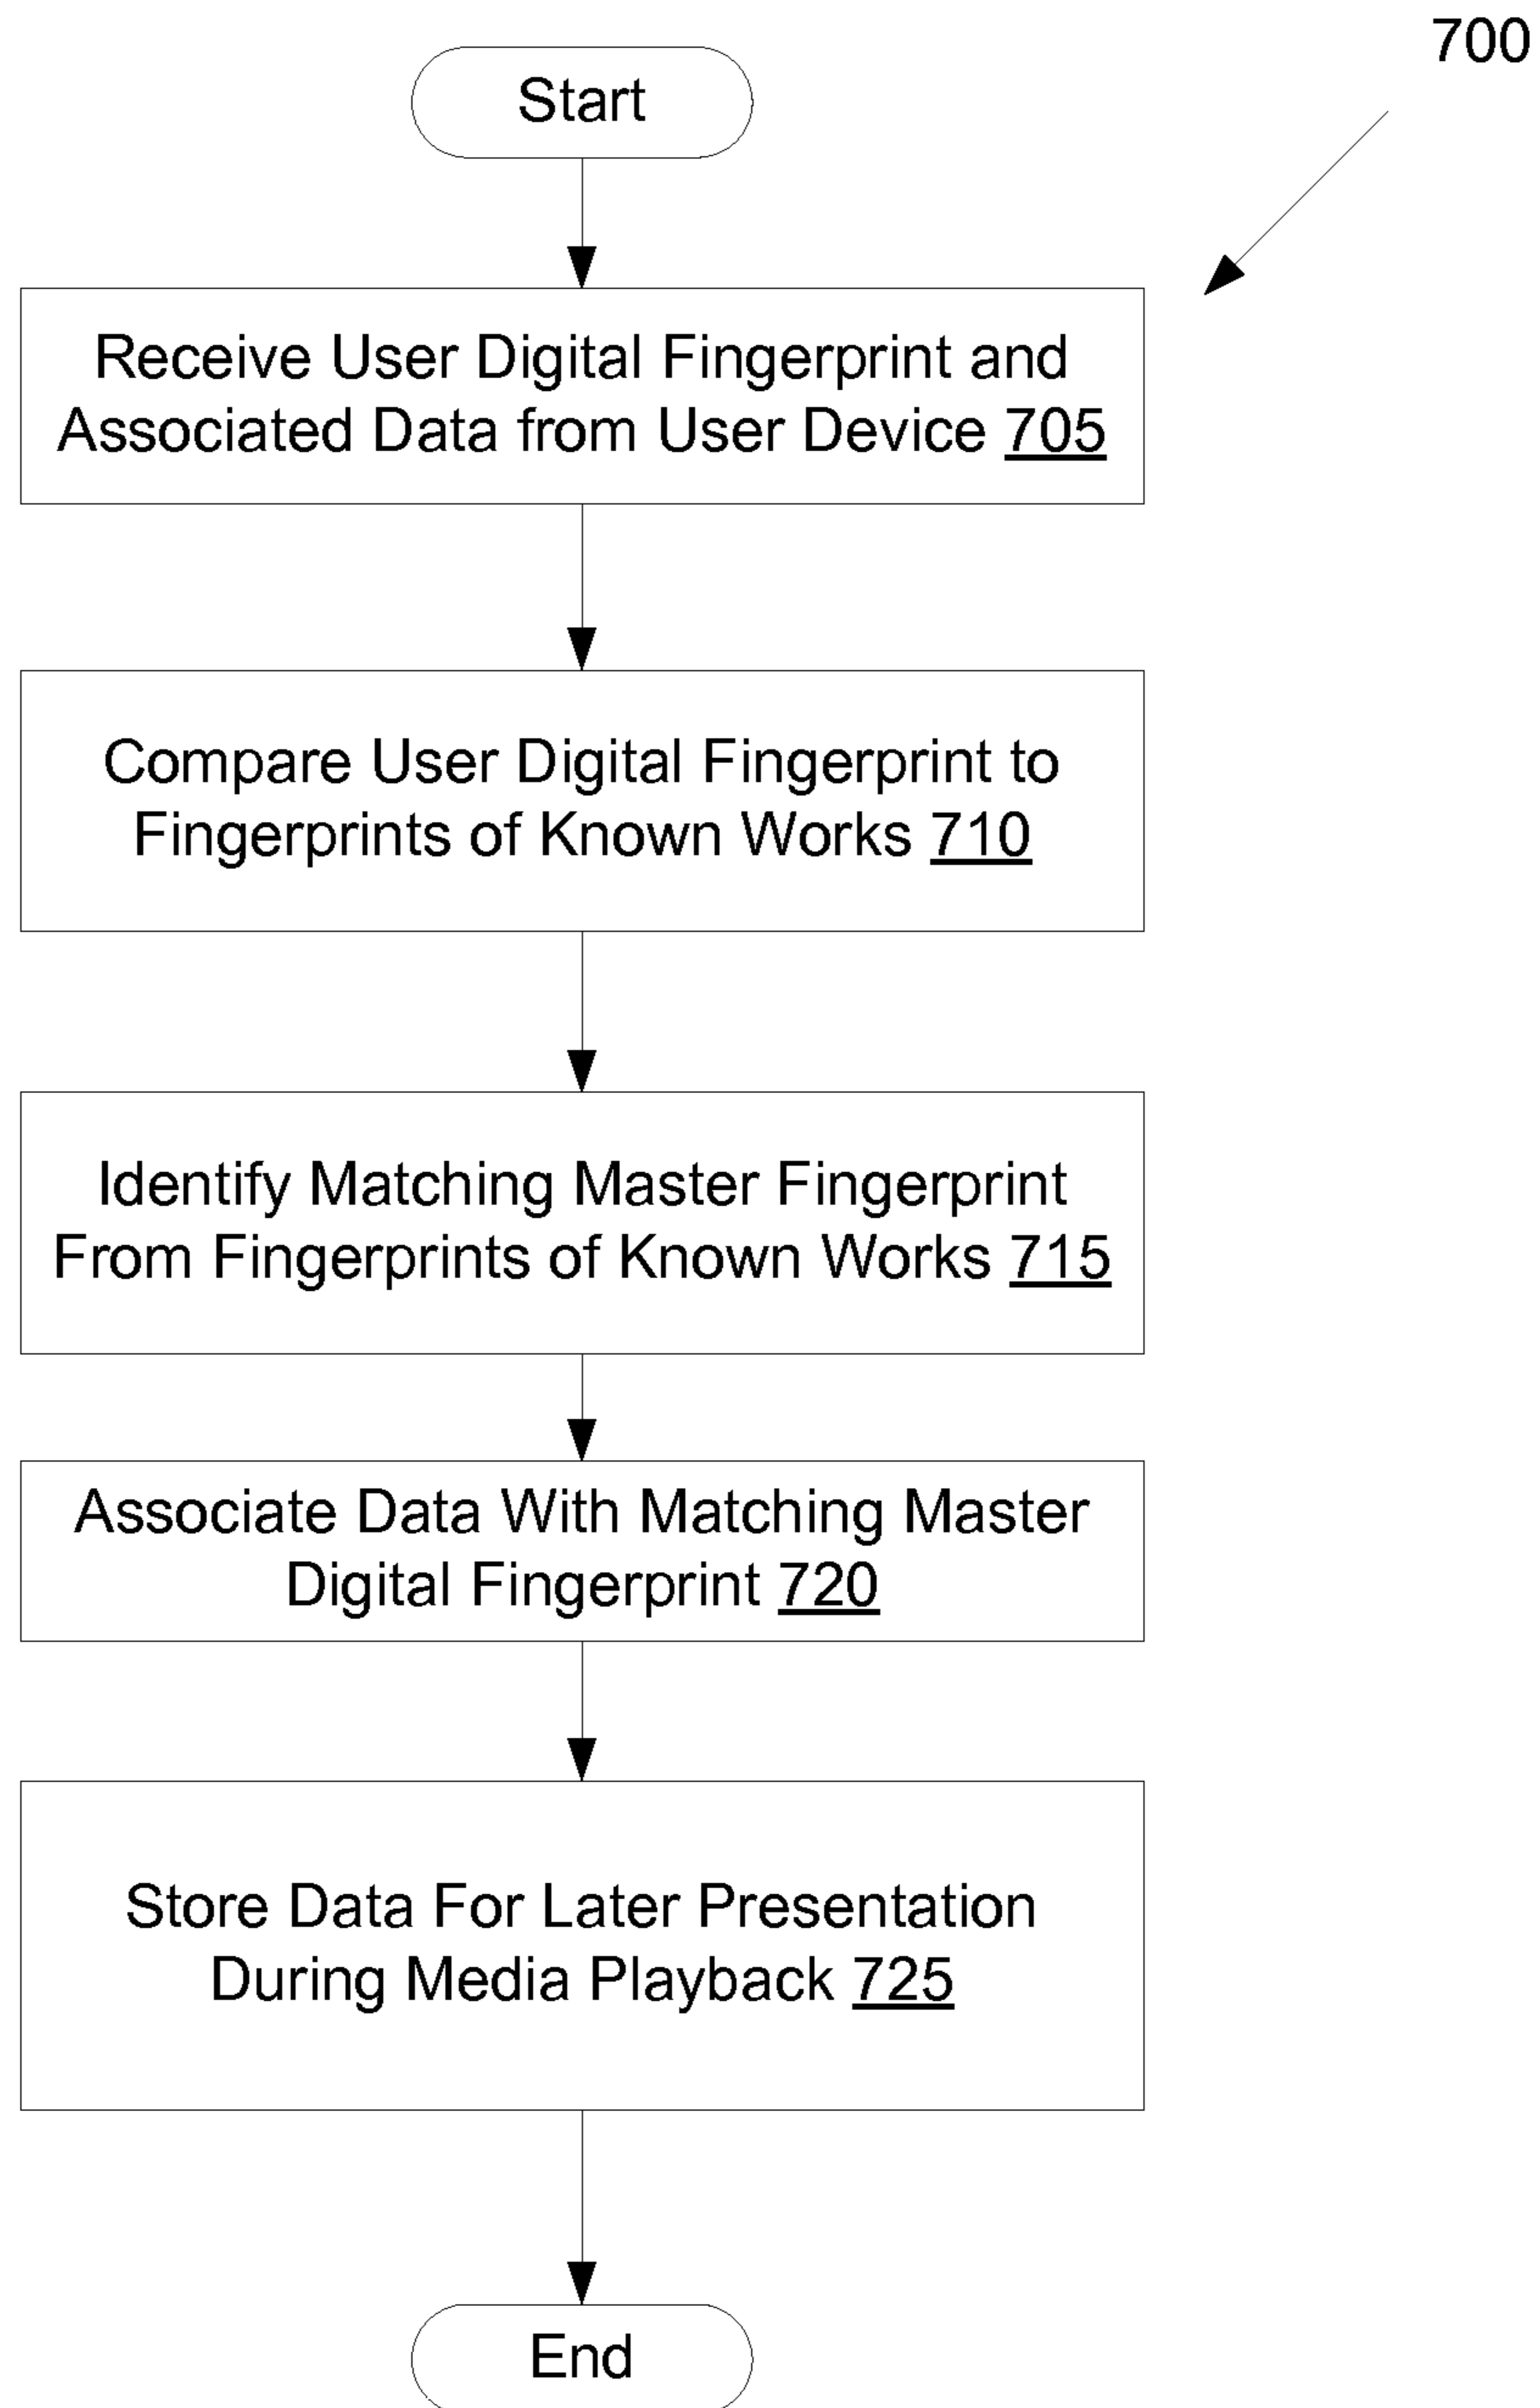 700
Start
Receive User Digital Fingerprint and
Associated Data from User Device 705
Compare User Digital Fingerprint to
Fingerprints of Known Works 710
Identify Matching Master Fingerprint
From Fingerprints of Known Works 715
Associate Data With Matching Master
Digital Fingerprint 720
Store Data For Later Presentation
During Media Playback 725
End